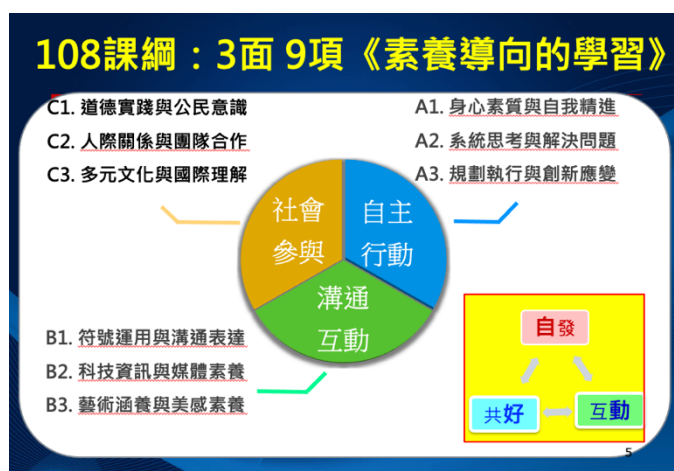 108課綱：3面 9項《素養導向的學習》
C1. 道德實踐與公民意識
C2. 人際關係與團隊合作
C3. 多元文化與國際理解
A1. 身心素質與自我精進
A2. 系統思考與解決問題
A3. 規劃執行與創新應變
社會
參與
自主
行動
溝通
互動
B1. 符號運用與溝通表達
B2. 科技資訊與媒體素養
B3. 藝術涵養與美感素養
自發
共好
互動
5